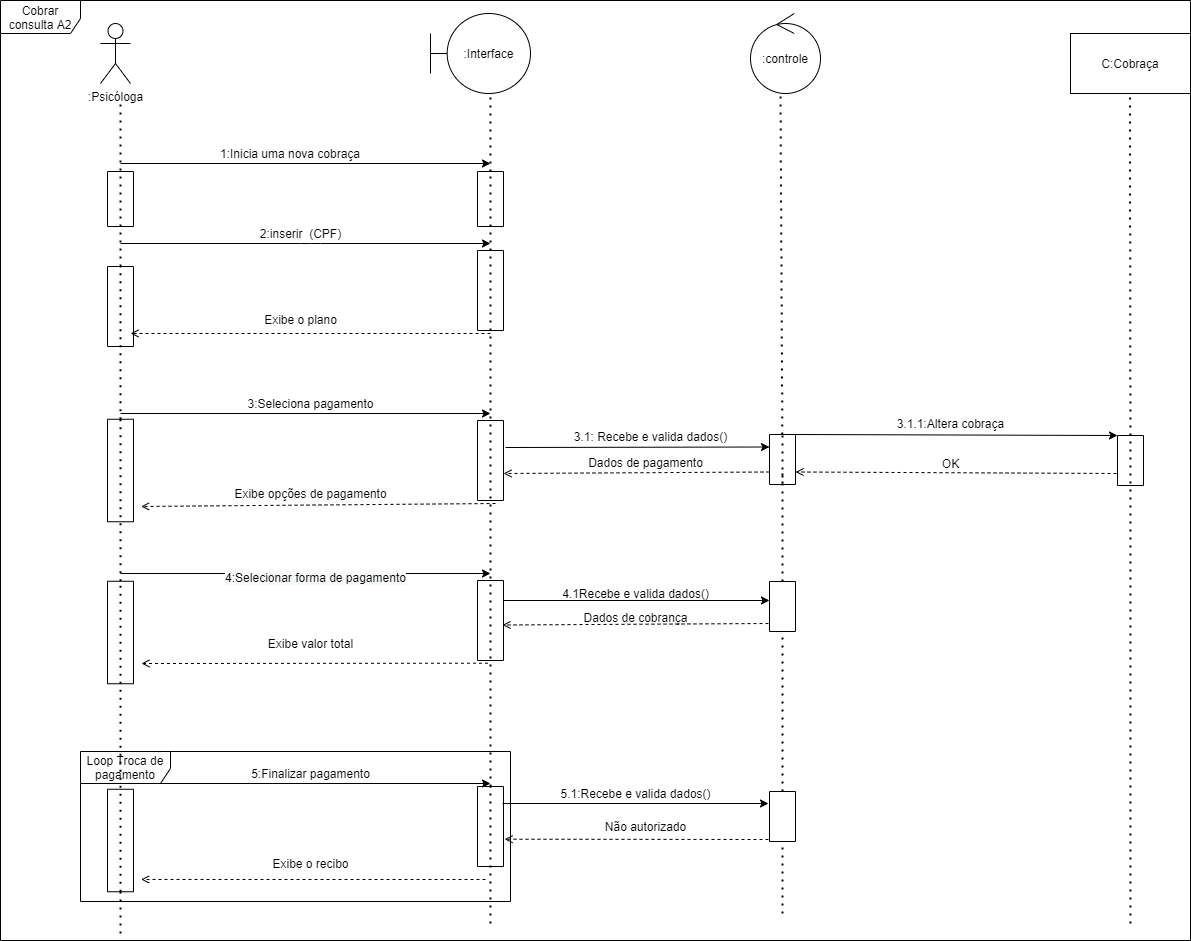 Cobrar
consulta A2
:Psicóloga
:Interface
:controle
C:Cobraça
1:Inicia uma nova cobraça
2:inserir (CPF)
Exibe o plano
3:Seleciona pagamento
3.1: Recebe e valida dados()
3.1.1:Altera cobraça
Dados de pagamento
OK
Exibe opções de pagamento
4:Selecionar forma de pagamento
4.1Recebe e valida dados()
Dados de cobrança
Exibe valor total
Loop Troca de
pagamento
5:Finalizar pagamento
5.1:Recebe e valida dados()
Não autorizado
Exibe o recibo